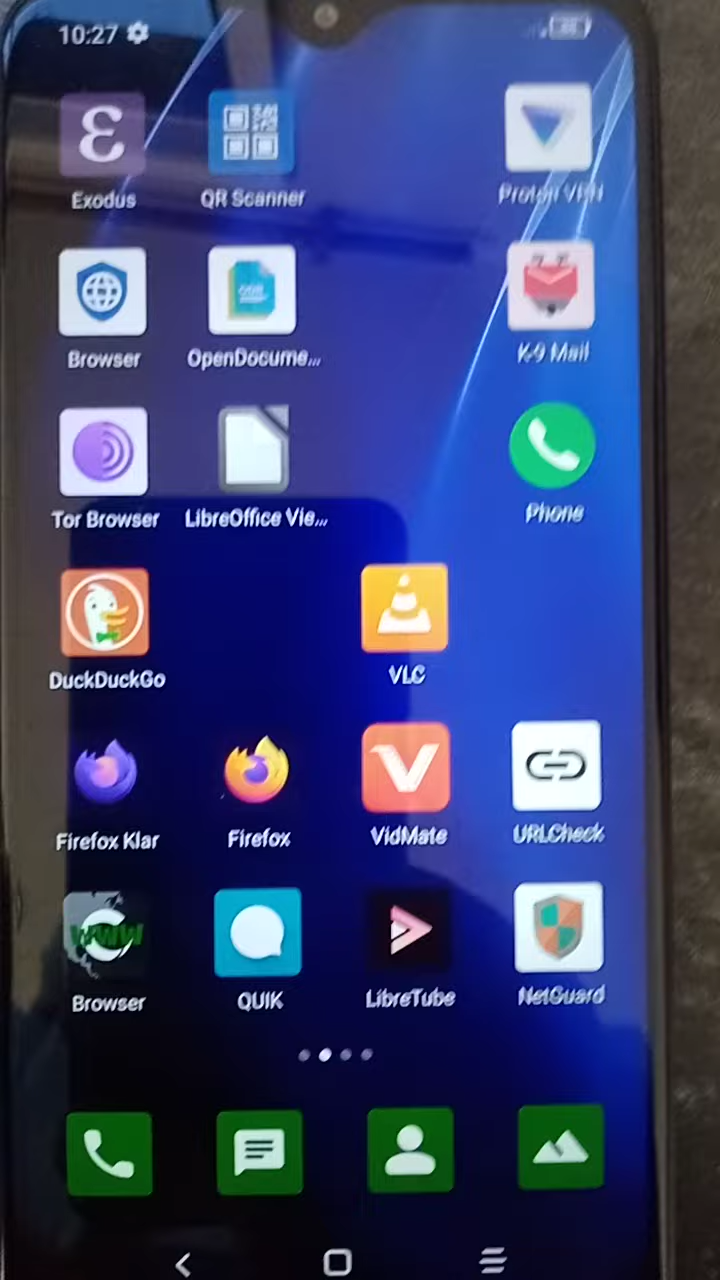 10:27
Exodus
QR Scanner
Proton VPN
Browser
OpenDocume...
K-9 Mail
Tor Browser
LibreOffice Vie...
Phone
DuckDuckGo
VLC
Firefox Klar
Firefox
VidMate
URLCheck
WWW
Browser
QUIK
LibreTube
NetGuard